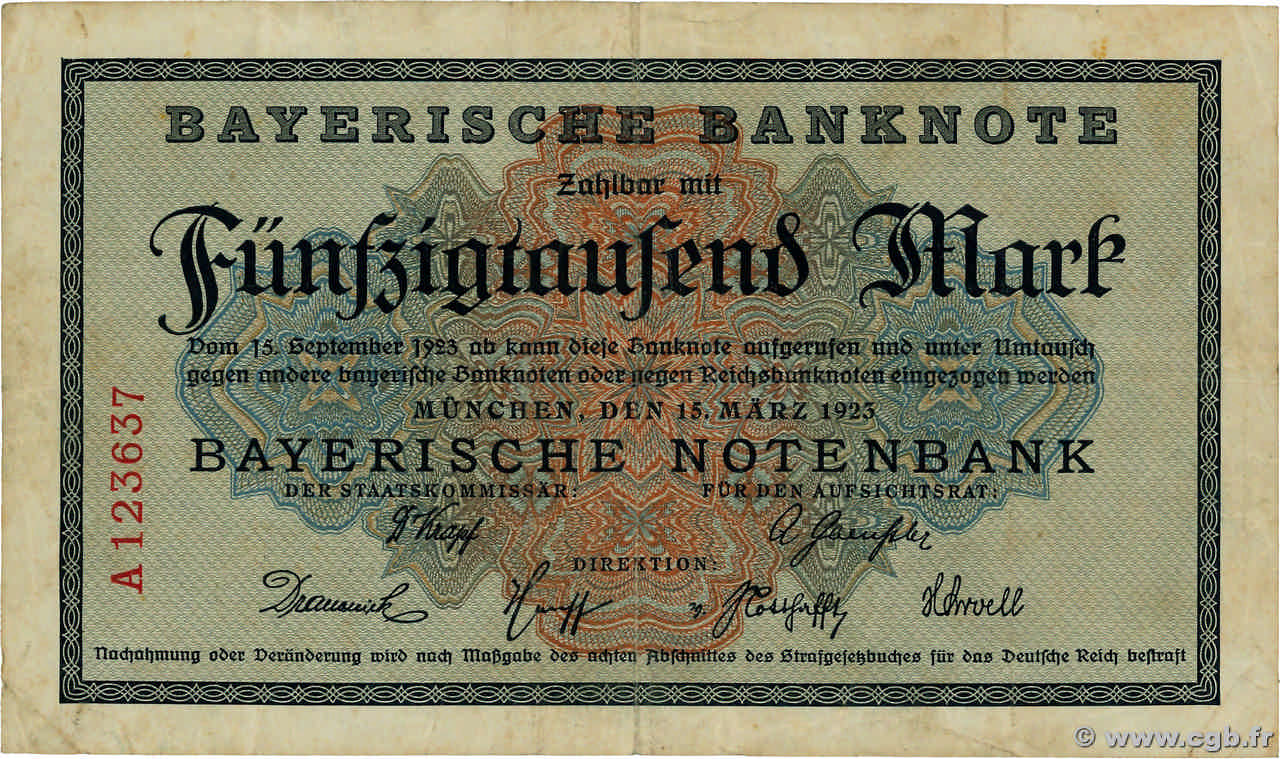 BAYERISCHE BANKNOTE
Zahlbar mit
Fünfzigtausend Mark
Vom 15. September 1923 ab kann diese Banknote aufgerufen und unter Umtausch
gegen andere bayerische Banknoten oder gegen Reichsbanknoten eingezogen werden
MÜNCHEN, DEN 15. MÄRZ 1923
BAYERISCHE NOTENBANK
DER STAATSKOMMISSÄR: FÜR DEN AUFSICHTSRAT:
DIREKTION:
Nachahmung oder Veränderung wird nach Maßgabe des achten Abschnittes des Strafgesetzbuches für das Deutsche Reich bestraft
A 123637
© www.cgb.fr